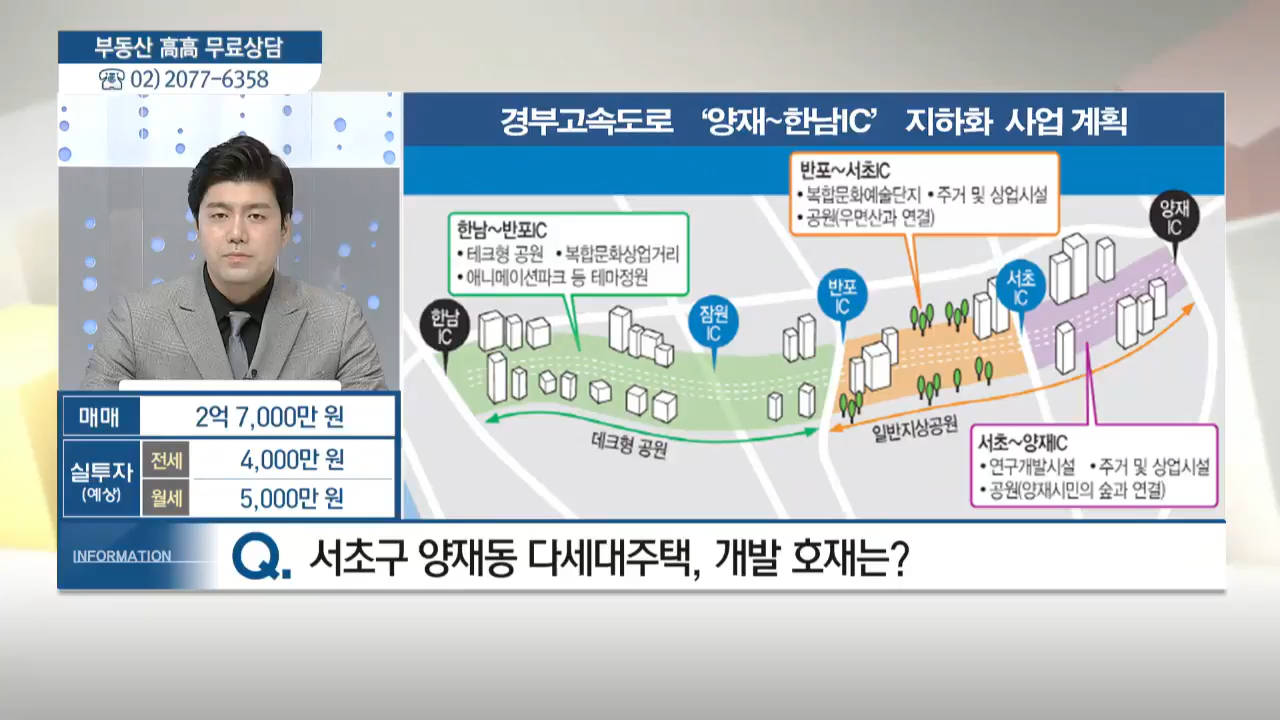 부동산 高高 무료상담
☎ 02) 2077-6358
경부고속도로 ‘양재~한남IC’ 지하화 사업 계획
반포~서초IC
• 복합문화예술단지 • 주거 및 상업시설
• 공원(우면산과 연결)
한남~반포IC
• 테크형 공원 • 복합문화상업거리
• 애니메이션파크 등 테마정원
양재
IC
서초
IC
반포
IC
잠원
IC
한남
IC
데크형 공원
일반지상공원
서초~양재IC
• 연구개발시설 • 주거 및 상업시설
• 공원(양재시민의 숲과 연결)
매매 2억 7,000만 원
실투자
(예상)
전세 4,000만 원
월세 5,000만 원
INFORMATION
Q. 서초구 양재동 다세대주택, 개발 호재는?